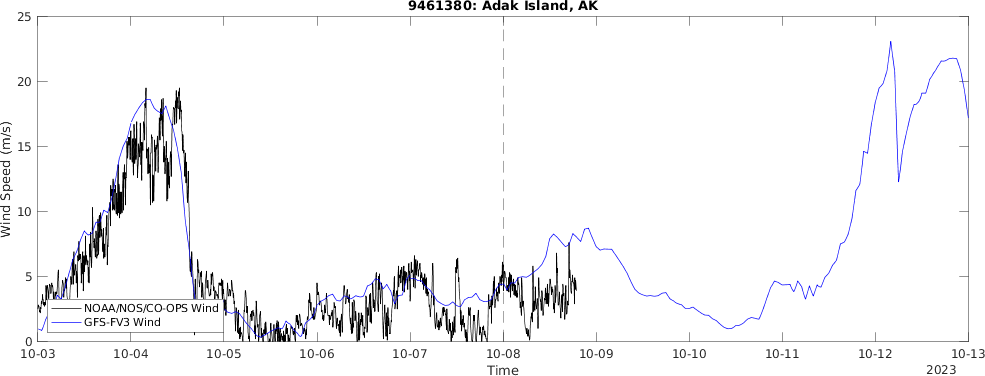 9461380: Adak Island, AK
25
20
15
10
5
0
Wind Speed (m/s)
NOAA/NOS/CO-OPS Wind
GFS-FV3 Wind
10-03 10-04 10-05 10-06 10-07 10-08 10-09 10-10 10-11 10-12 10-13
Time
2023